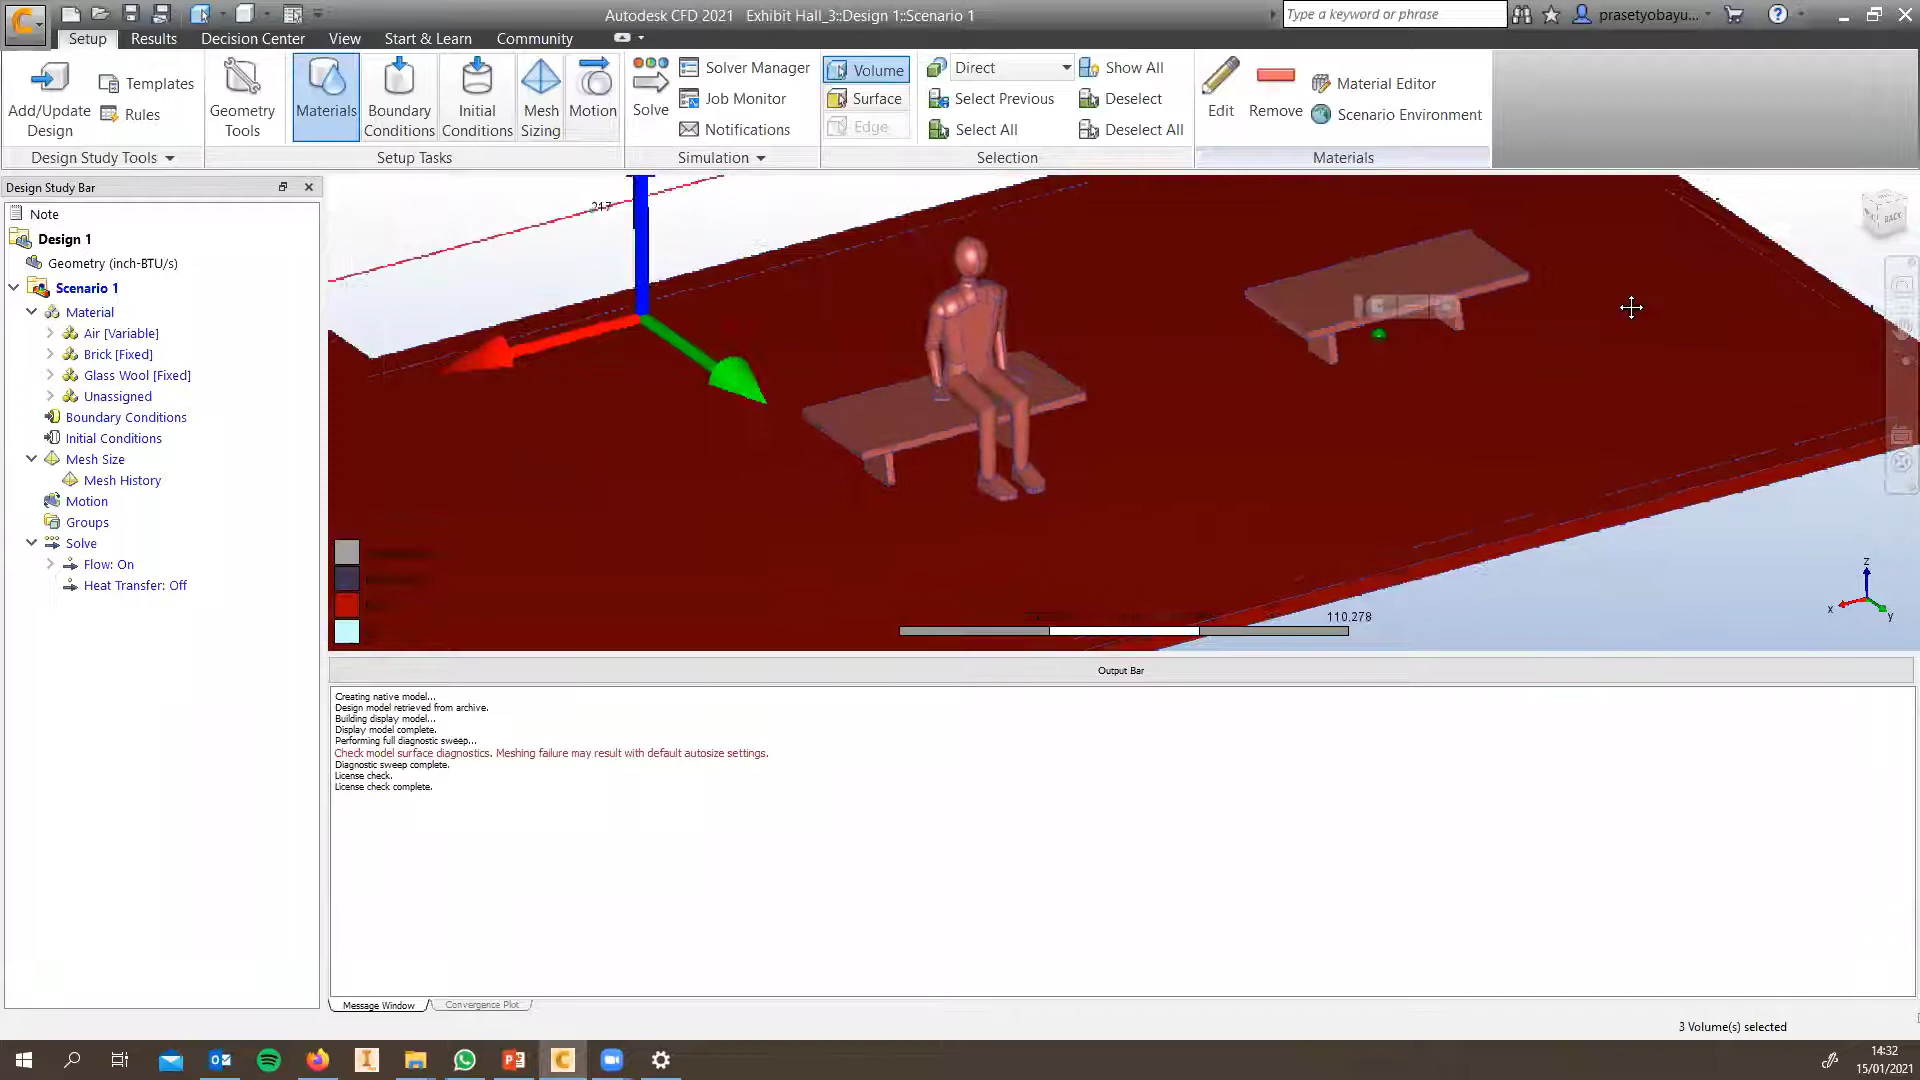 Autodesk CFD 2021 Exhibit Hall_3::Design 1::Scenario 1
Type a keyword or phrase
prasetyobayu...
Setup
Results
Decision Center
View
Start & Learn
Community
Add/Update
Design
Templates
Rules
Design Study Tools
Geometry
Tools
Materials
Boundary
Conditions
Initial
Conditions
Mesh
Sizing
Motion
Setup Tasks
Solve
Solver Manager
Job Monitor
Notifications
Simulation
Volume
Surface
Edge
Direct
Select Previous
Select All
Show All
Deselect
Deselect All
Selection
Edit
Remove
Material Editor
Scenario Environment
Materials
Design Study Bar
Note
Design 1
Geometry (inch-BTU/s)
Scenario 1
Material
Air [Variable]
Brick [Fixed]
Glass Wool [Fixed]
Unassigned
Boundary Conditions
Initial Conditions
Mesh Size
Mesh History
Motion
Groups
Solve
Flow: On
Heat Transfer: Off
BACK
110.278
z
x
y
Output Bar
Creating native model...
Design model retrieved from archive.
Building display model...
Display model complete.
Performing full diagnostic sweep...
Check model surface diagnostics. Meshing failure may result with default autosize settings.
Diagnostic sweep complete.
License check.
License check complete.
Message Window
Convergence Plot
3 Volume(s) selected
14:32
15/01/2021